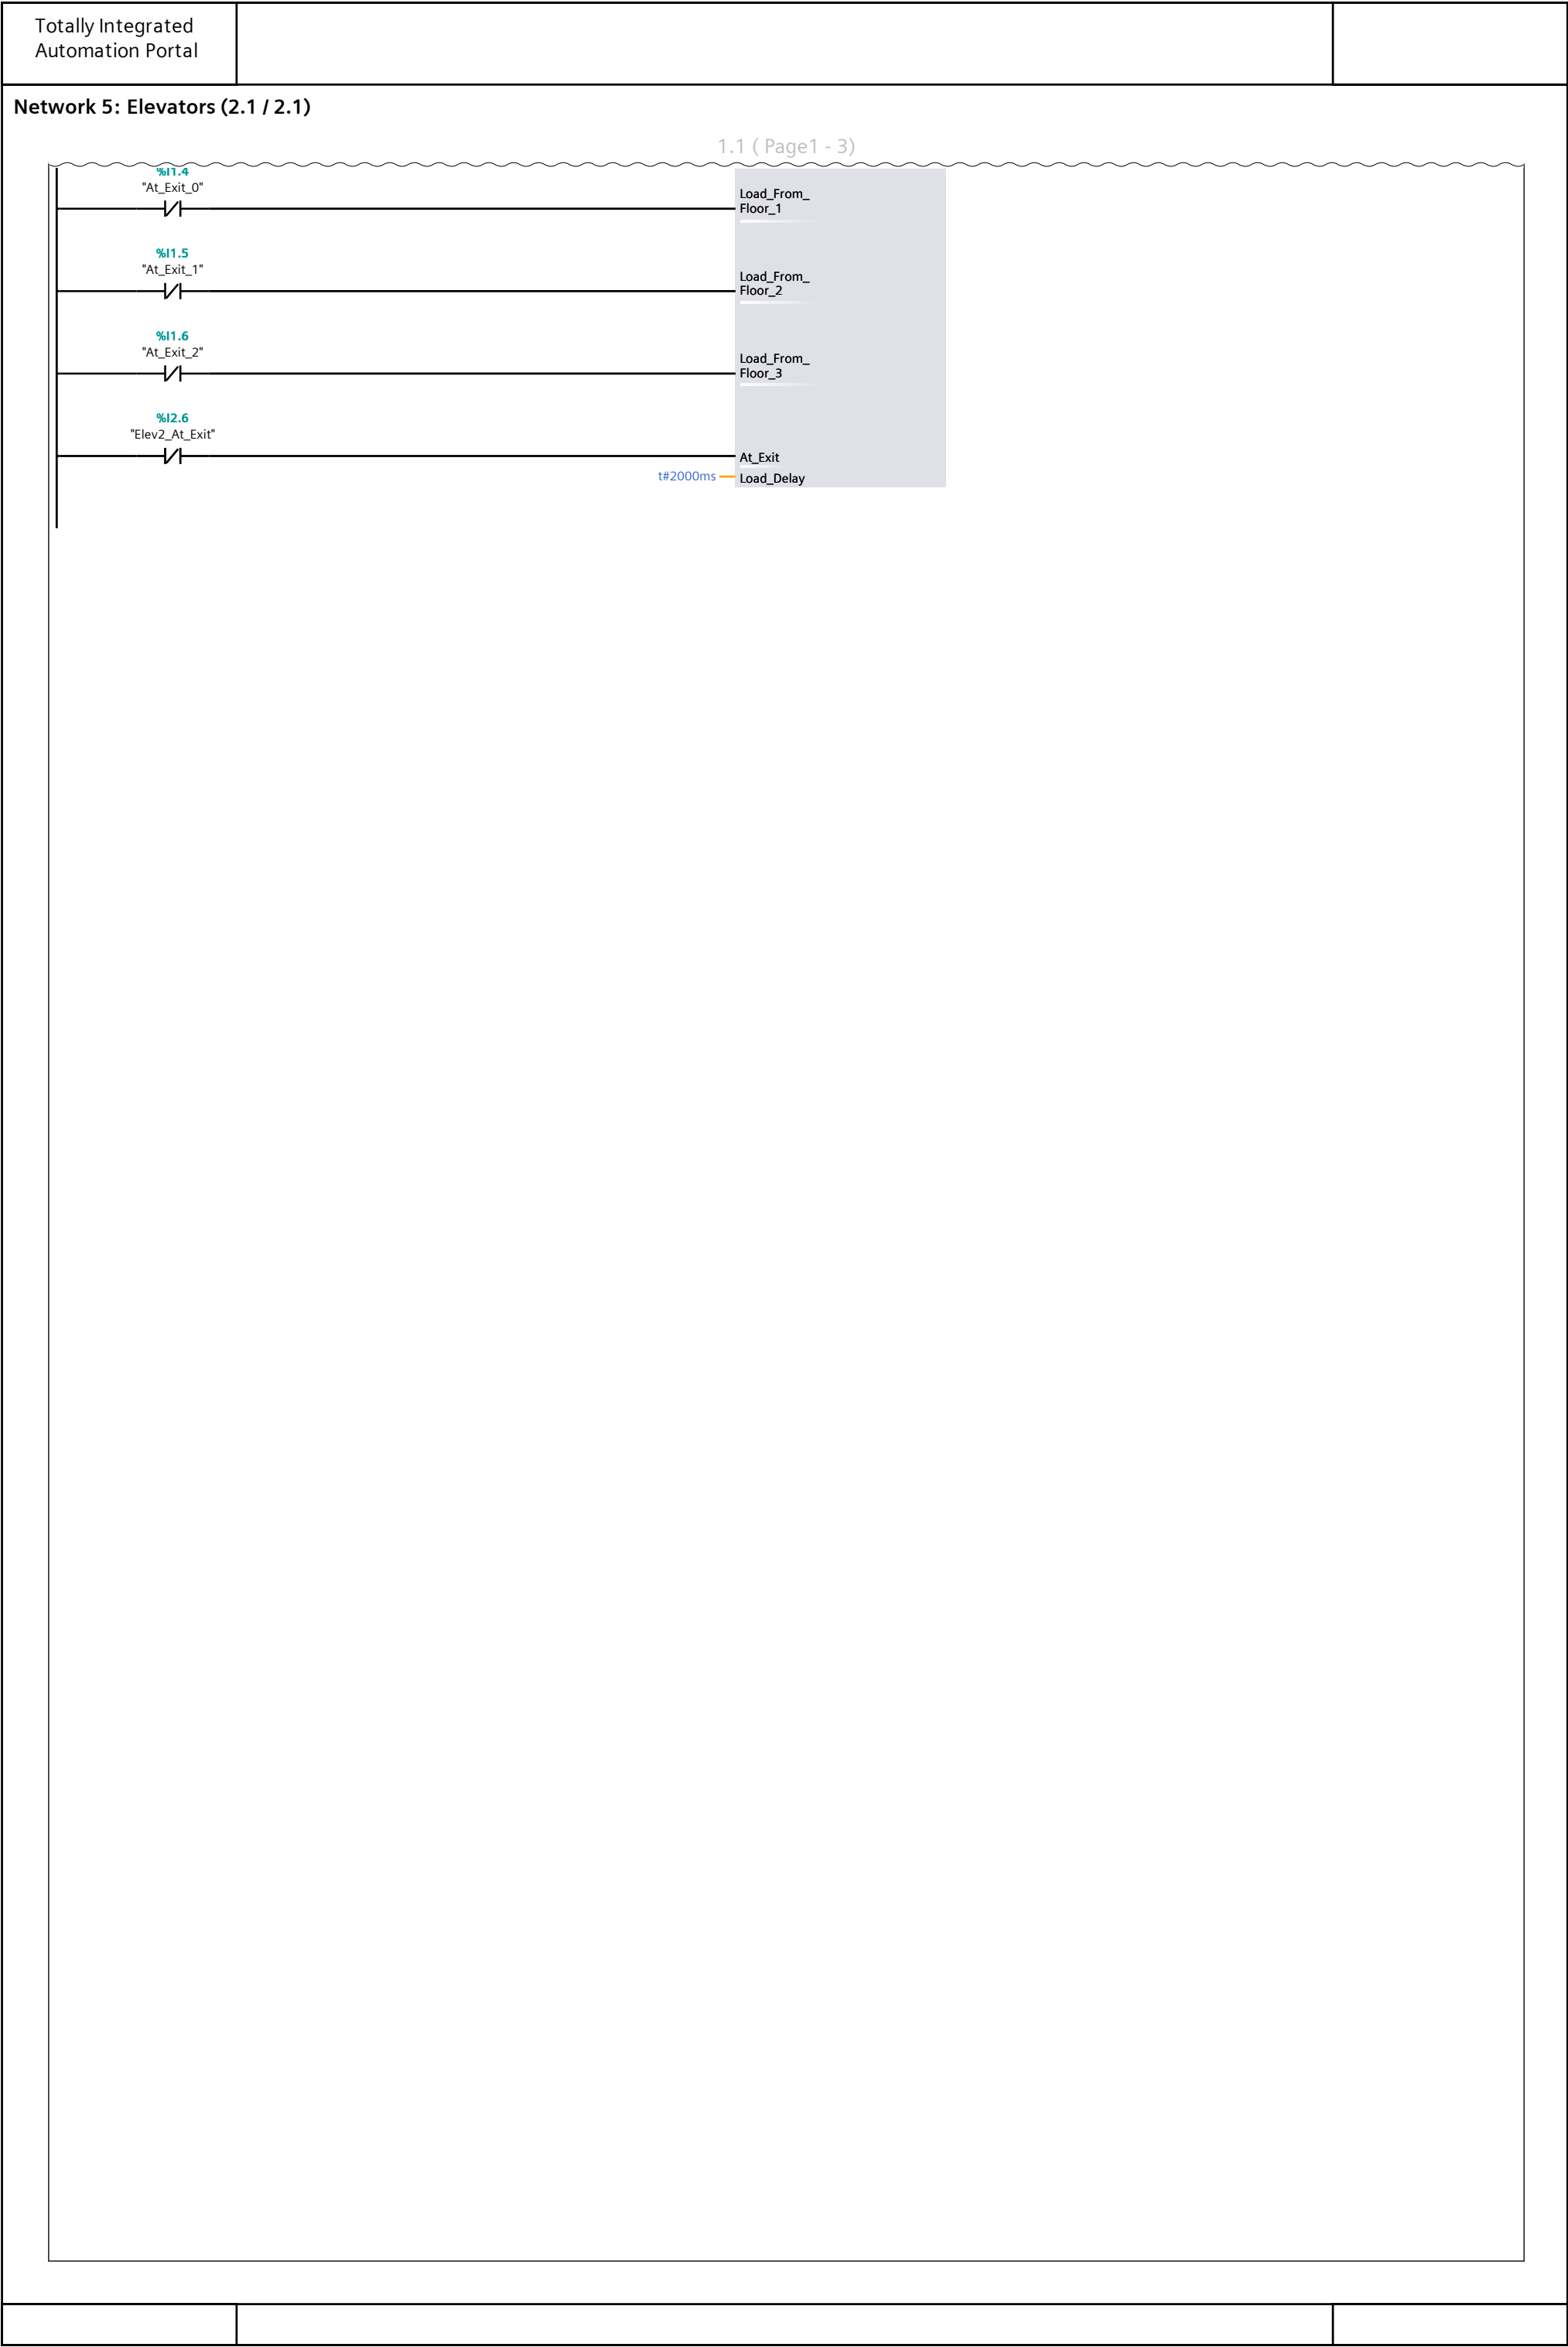 Totally Integrated
Automation Portal
Network 5: Elevators (2.1 / 2.1)
1.1 ( Page1 - 3)
%I1.4
"At_Exit_0"
Load_From_
Floor_1
%I1.5
"At_Exit_1"
Load_From_
Floor_2
%I1.6
"At_Exit_2"
Load_From_
Floor_3
%I2.6
"Elev2_At_Exit"
At_Exit
t#2000ms Load_Delay